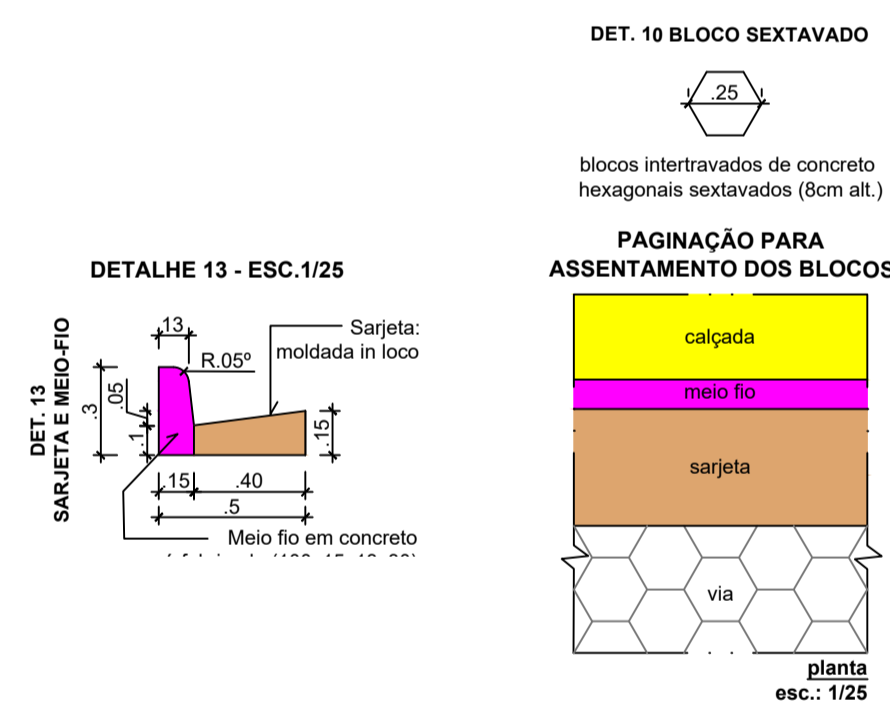 DET. 10 BLOCO SEXTAVADO
.25
blocos intertravados de concreto
hexagonais sextavados (8cm alt.)
DETALHE 13 - ESC.1/25
DET. 13
SARJETA E MEIO-FIO
.13
R.05º
Sarjeta:
moldada in loco
.3
.05
.1
.15
.15
.40
.5
Meio fio em concreto
PAGINAÇÃO PARA
ASSENTAMENTO DOS BLOCOS
calçada
meio fio
sarjeta
via
planta
esc.: 1/25